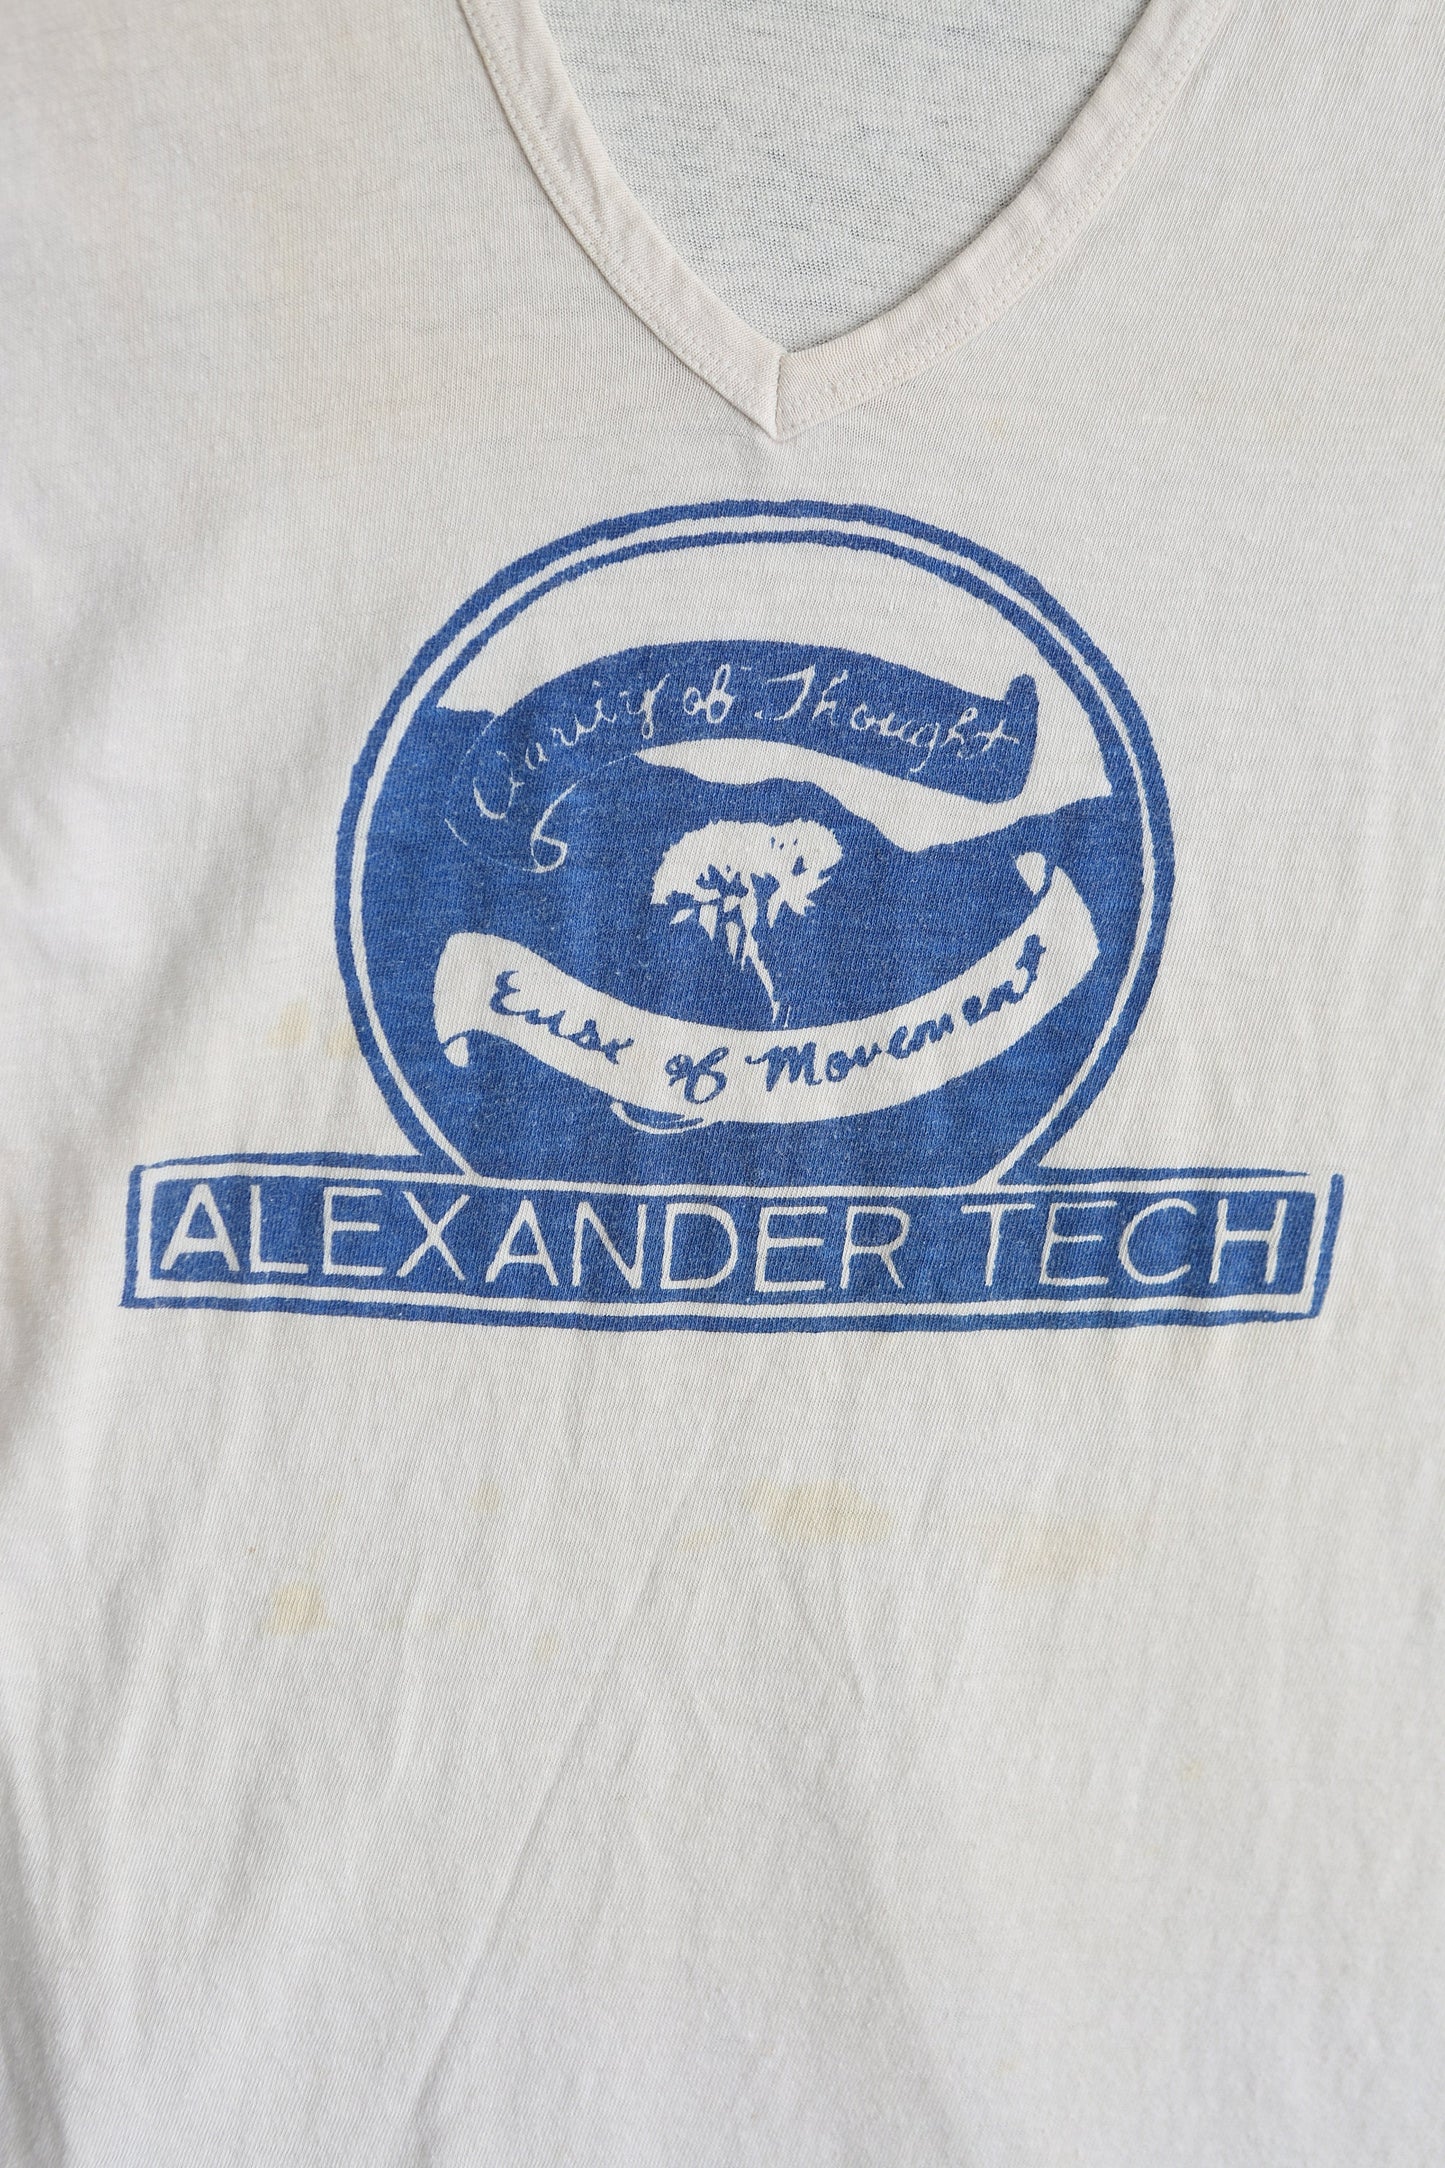 Clarity of Thought
Ease of Movement
ALEXANDER TECH